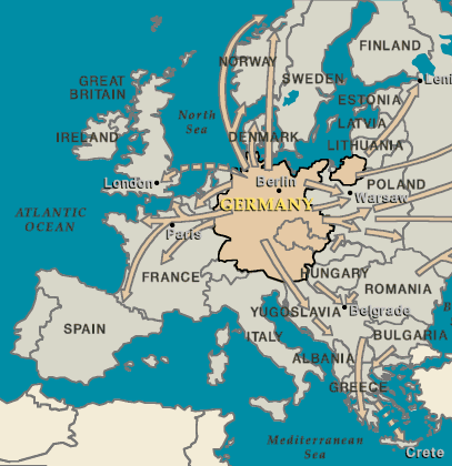 FINLAND
NORWAY
SWEDEN
Leni
GREAT
BRITAIN
ESTONIA
North
Sea
LATVIA
IRELAND
DENMARK
LITHUANIA
London
Berlin
POLAND
Warsaw
GERMANY
ATLANTIC
OCEAN
Paris
FRANCE
HUNGARY
ROMANIA
YUGOSLAVIA
Belgrade
SPAIN
ITALY
BULGARIA
B
ALBANIA
GREECE
Mediterranean
Sea
Crete